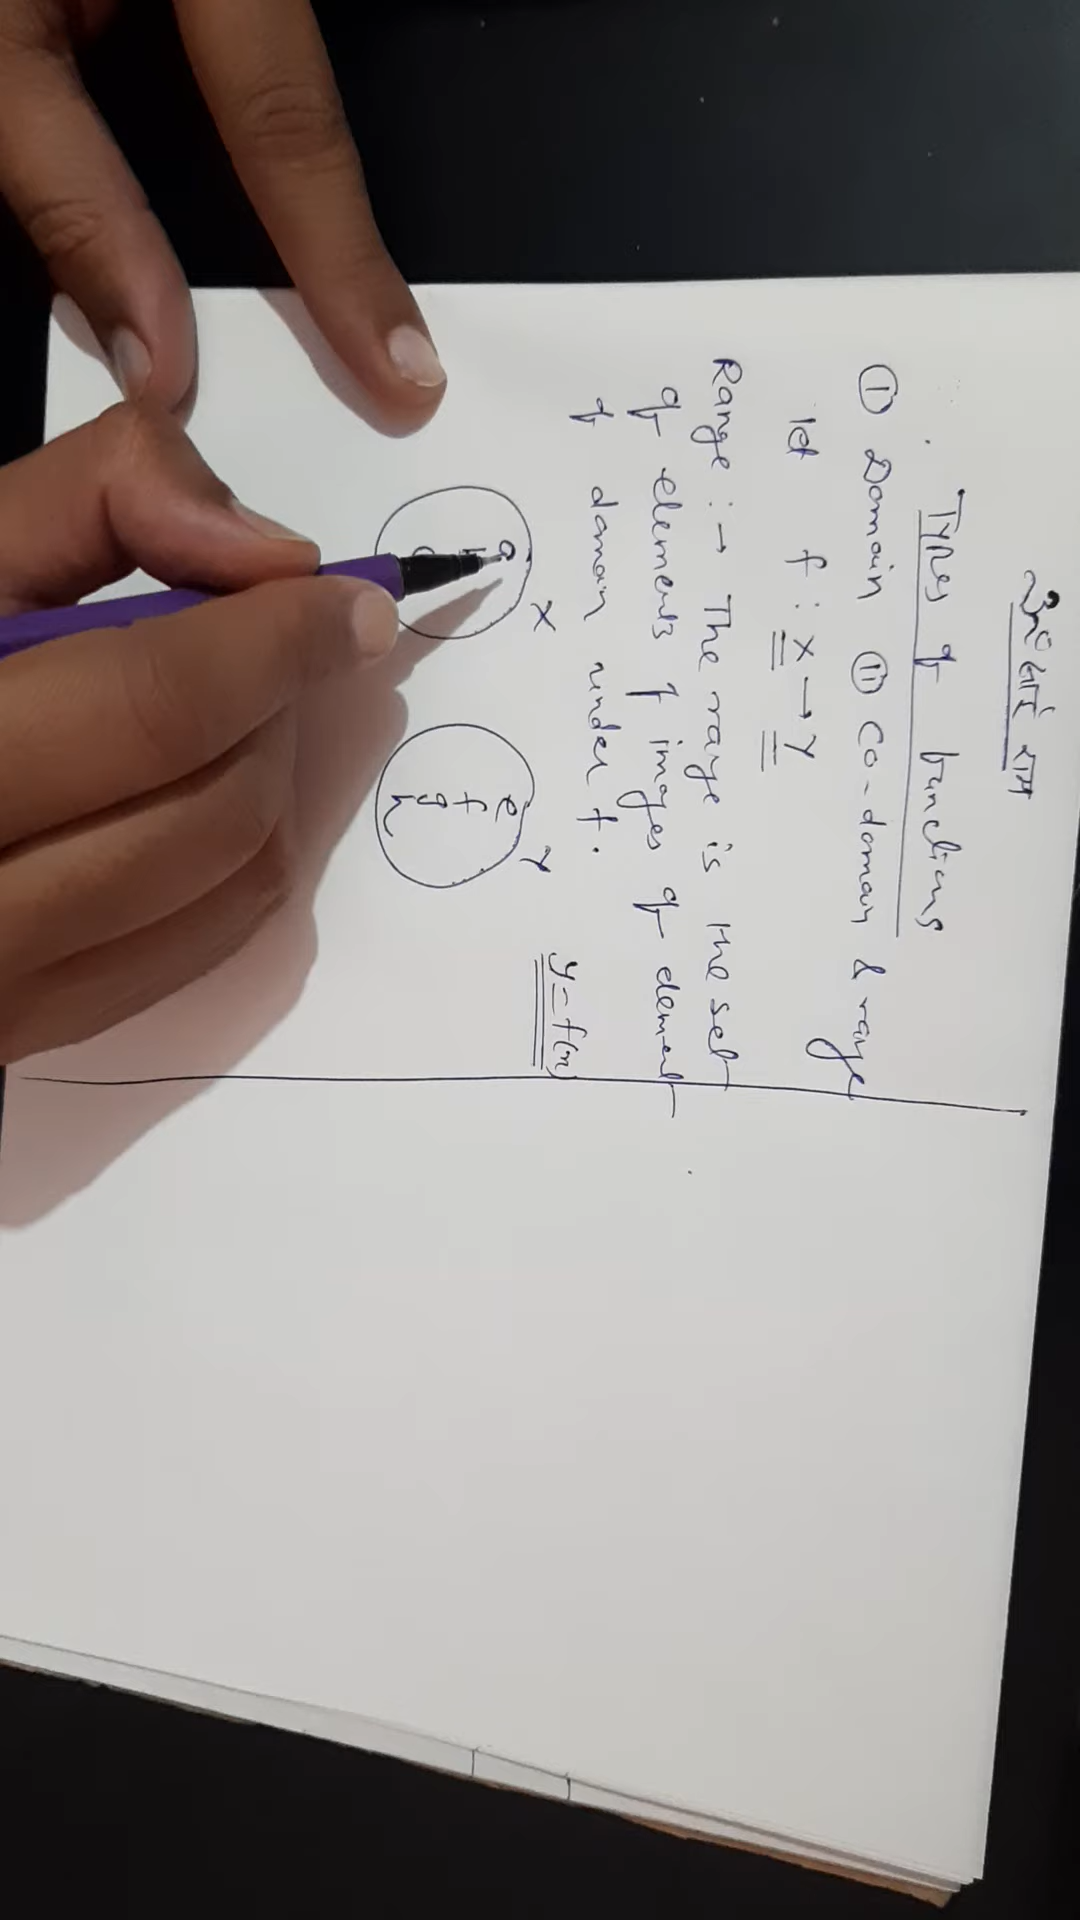 Types of functions
① Domain ⑪ Co-domain & range
let f : X → Y
Range :→ The range is the set
of elements of images of element
of domain under f.
X
Y
y = f(x)
a
b
e
f
g
h